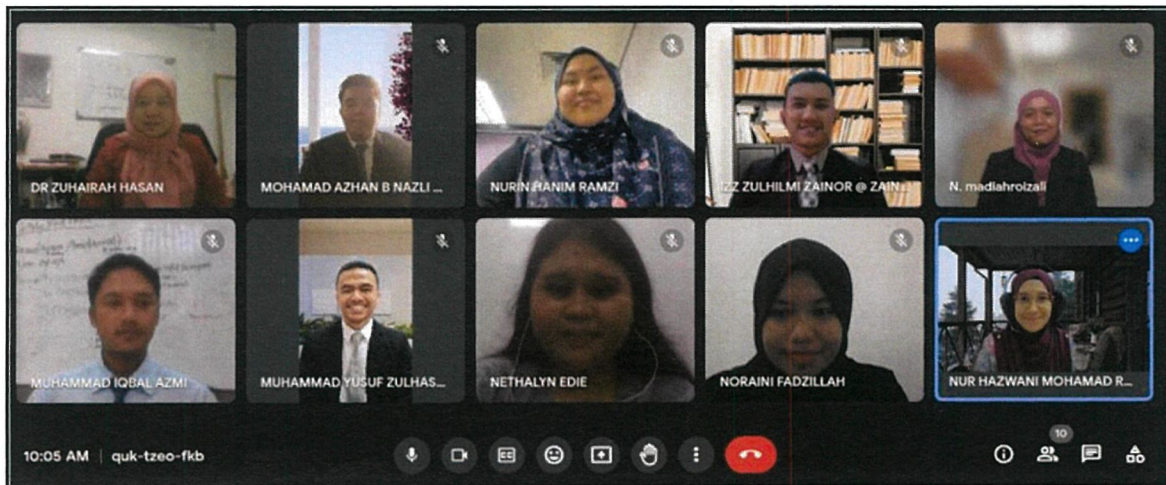 DR ZUHAIRAH HASAN
MOHAMAD AZHAN B NAZLI ...
NURIN HANIM RAMZI
IZZ ZULHILMI ZAINOR @ ZAIN...
N. madiahroizali
MUHAMMAD IQBAL AZMI
MUHAMMAD YUSUF ZULHAS...
NETHALYN EDIE
NORAINI FADZILLAH
NUR HAZWANI MOHAMAD R...
10:05 AM | quk-tzeo-fkb
10